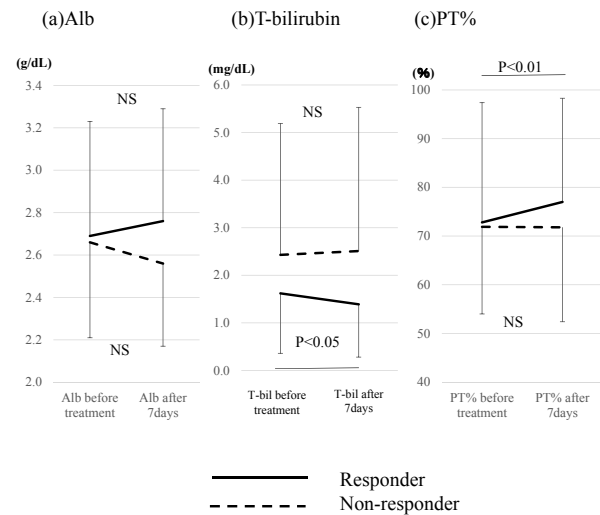 (a)Alb
(g/dL)
3.4
3.2
3.0
2.8
2.6
2.4
2.2
2.0
NS
NS
Alb before treatment
Alb after 7days
(b)T-bilirubin
(mg/dL)
6.0
5.0
4.0
3.0
2.0
1.0
0.0
NS
P<0.05
T-bil before treatment
T-bil after 7days
(c)PT%
(%)
100
90
80
70
60
50
40
P<0.01
NS
PT% before treatment
PT% after 7days
Responder
Non-responder